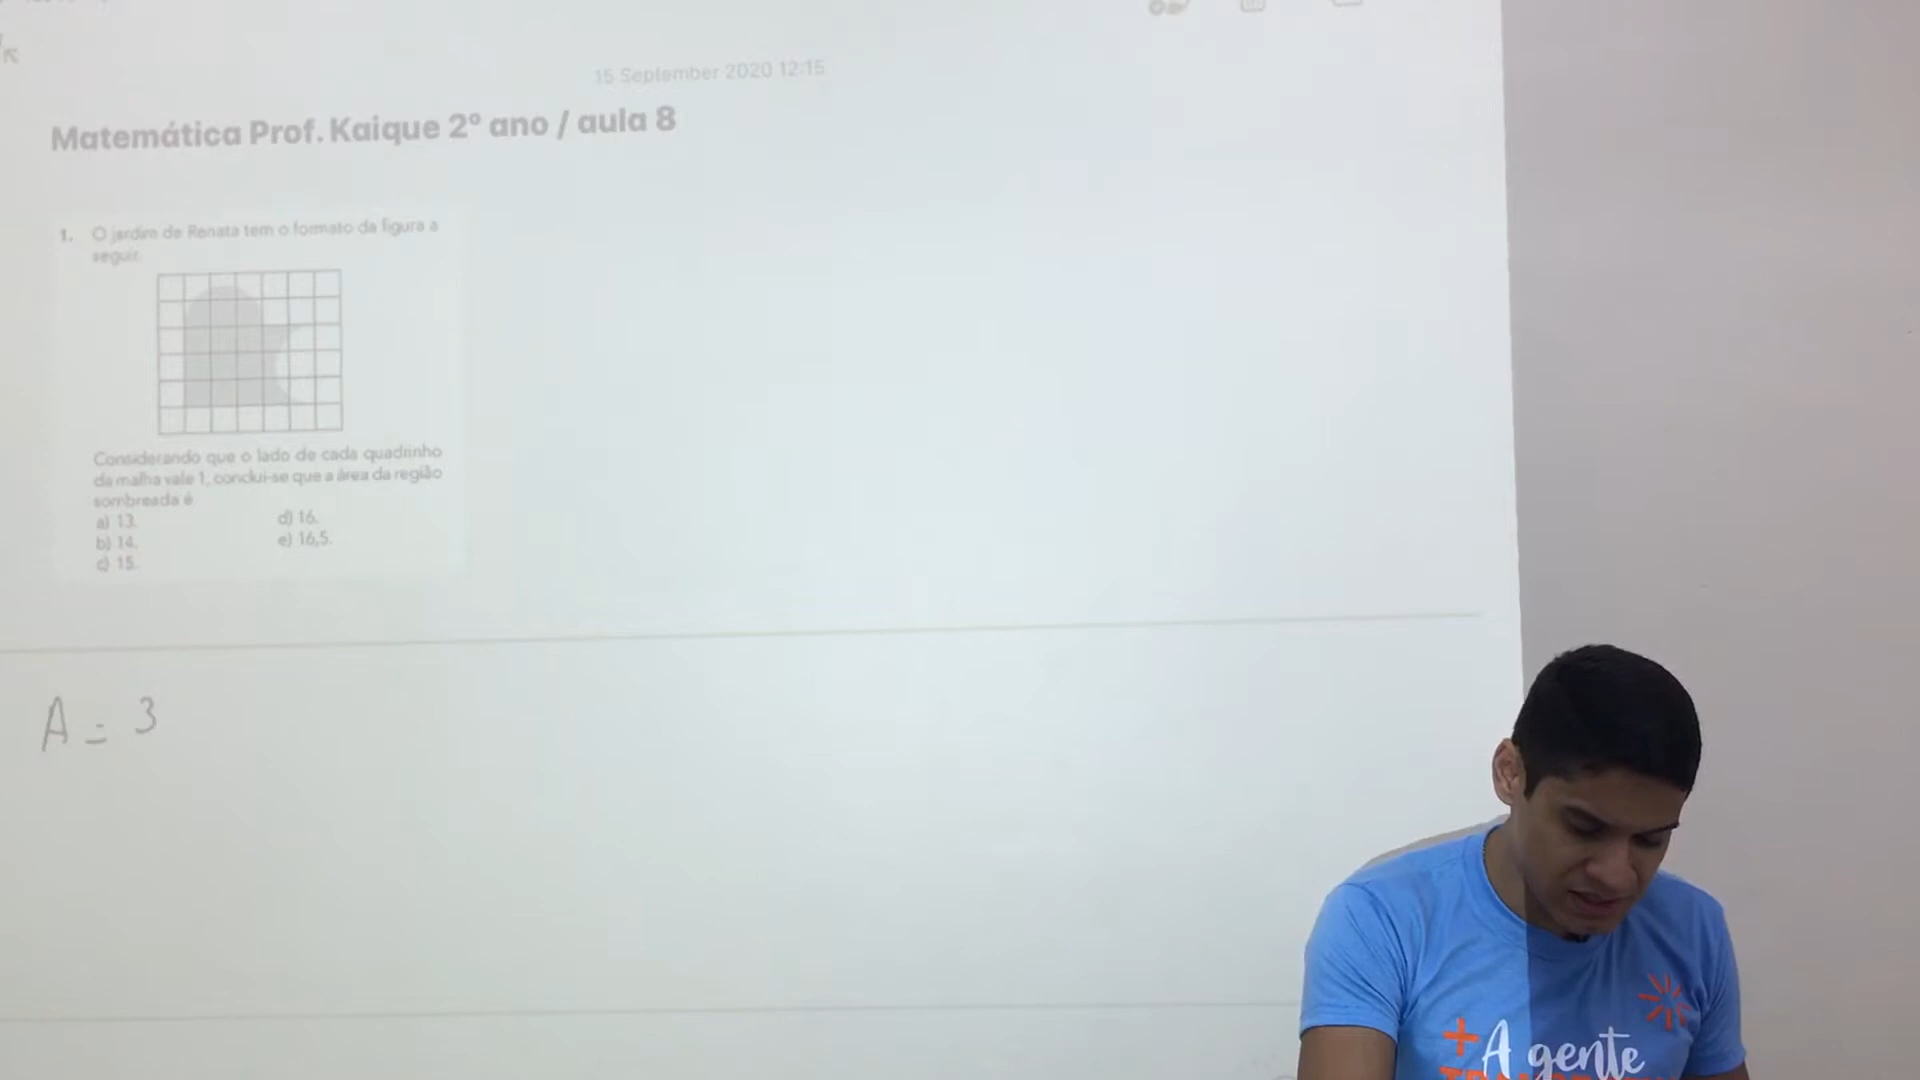 15 September 2020 12:15
Matemática Prof. Kaique 2º ano / aula 8
1. O jardim de Renata tem o formato da figura a
seguir.
Considerando que o lado de cada quadrinho
da malha vale 1, conclui-se que a área da região
sombreada é
a) 13.
d) 16.
b) 14.
e) 16,5.
c) 15.
A = 3
+ A gente